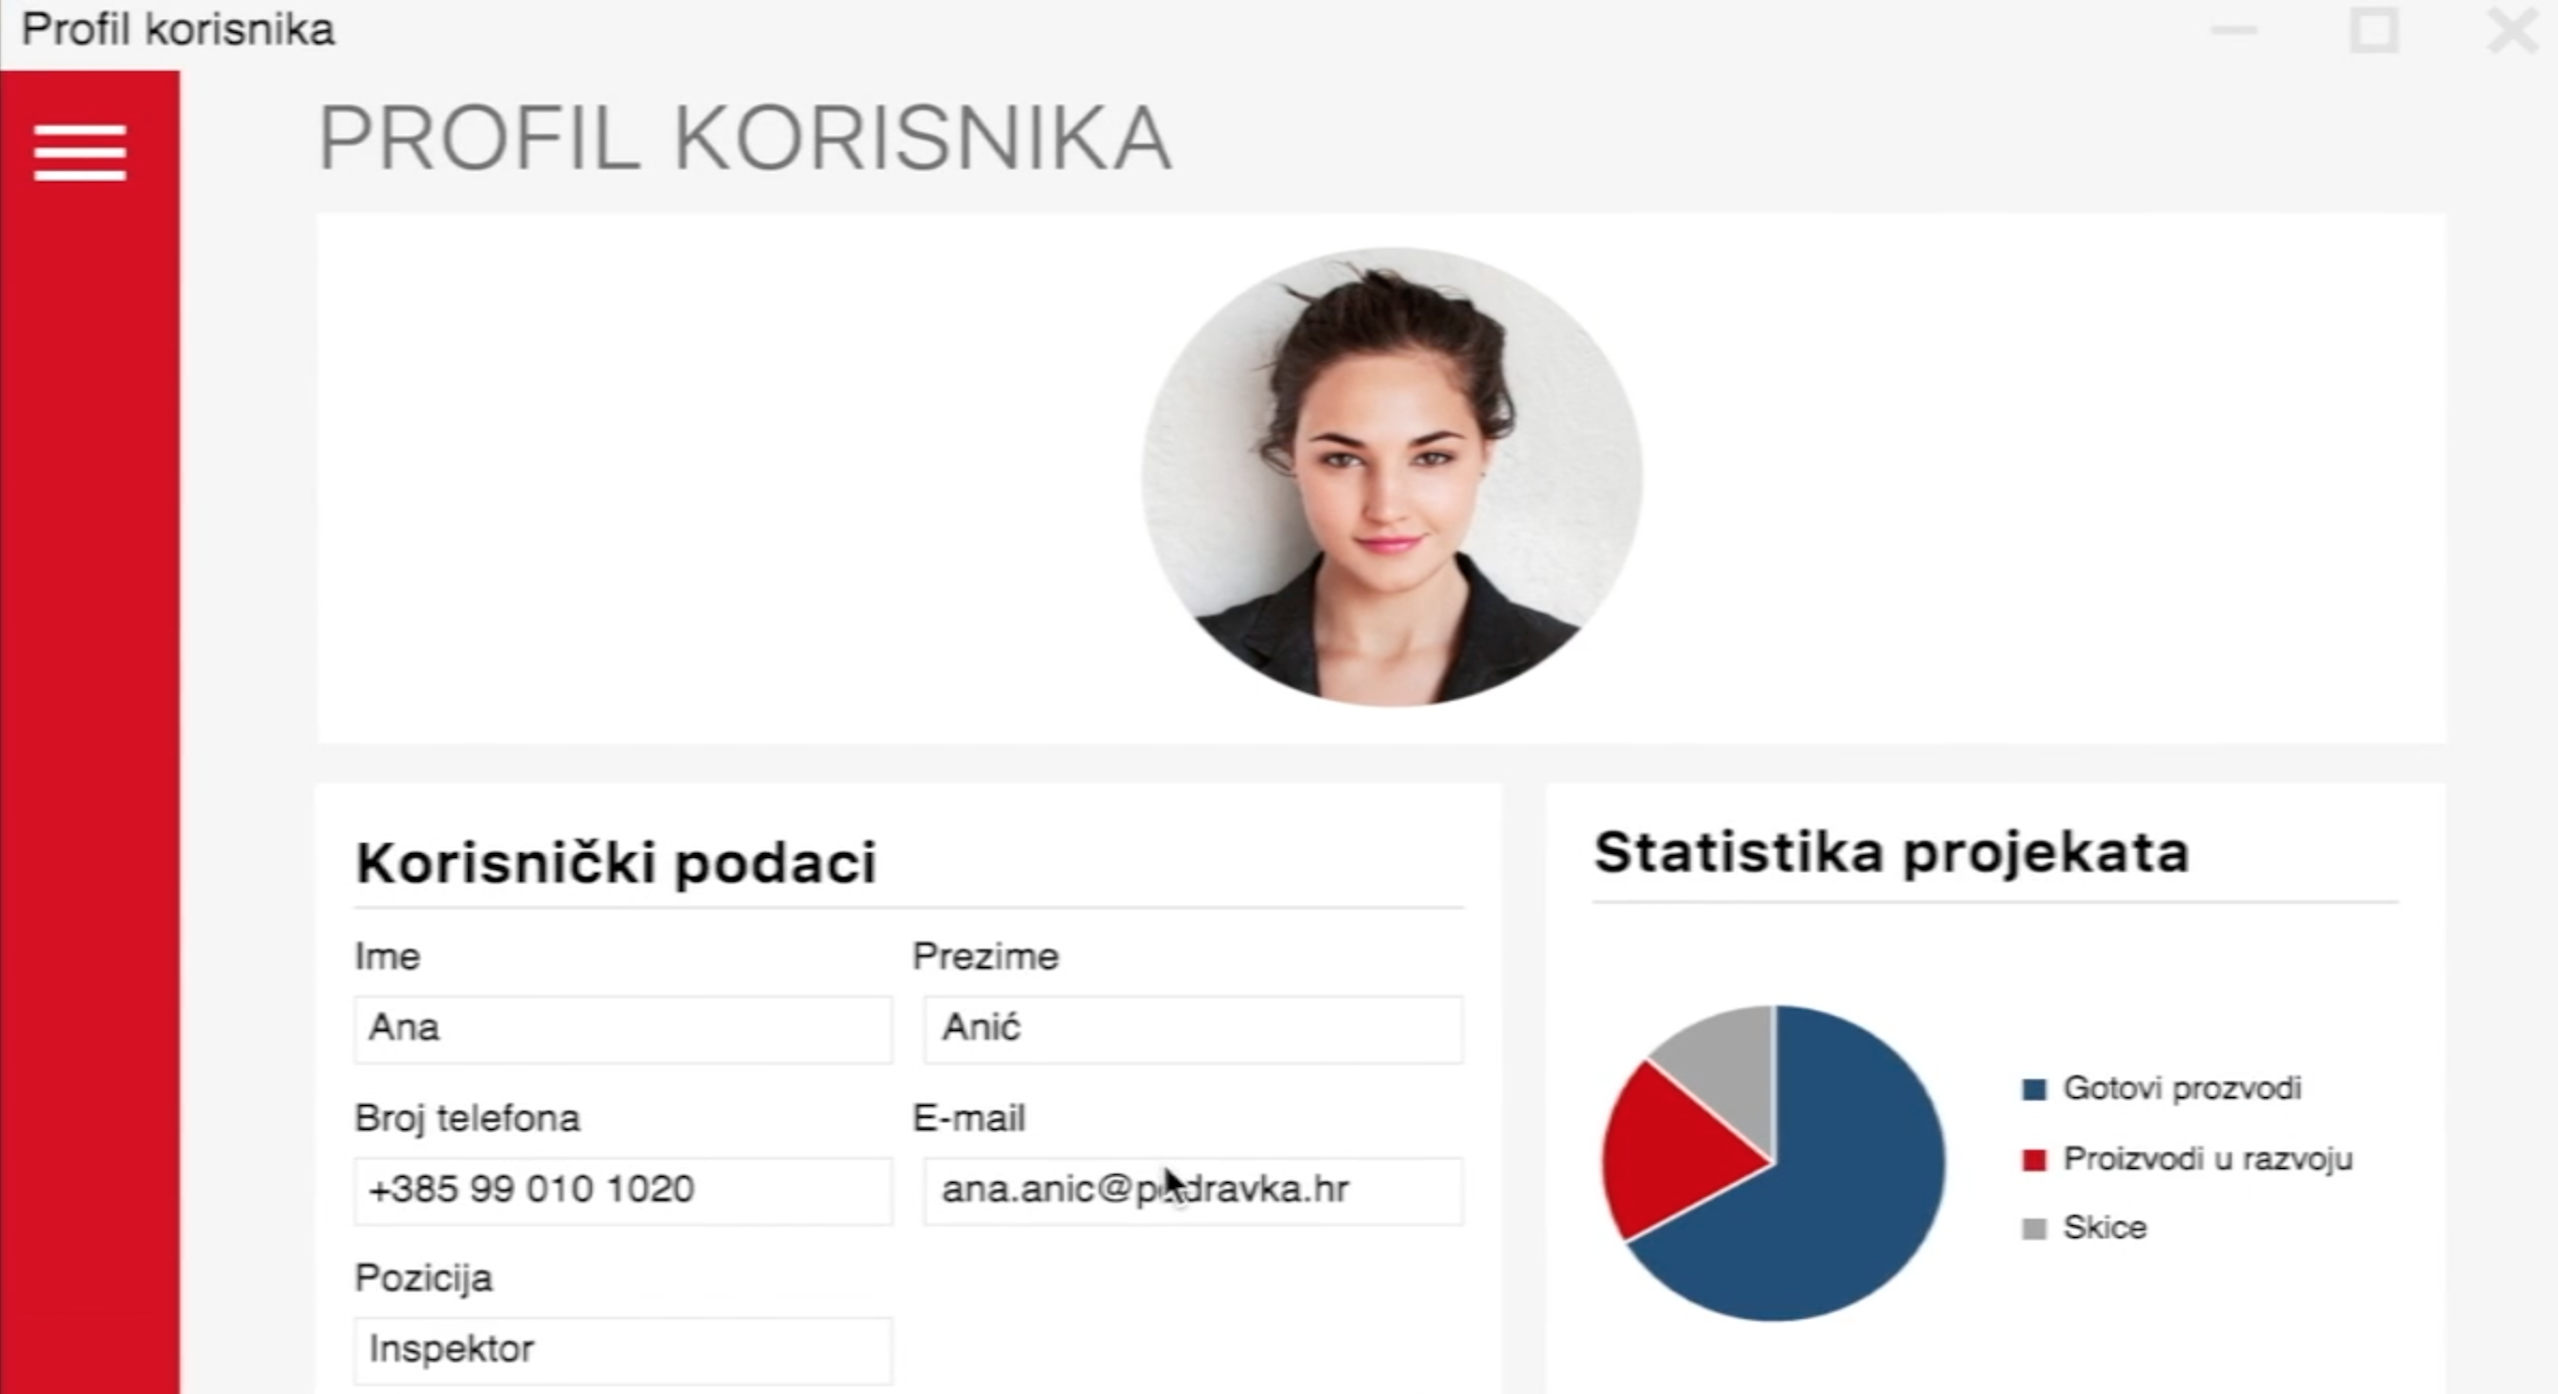 Profil korisnika
PROFIL KORISNIKA
Korisnički podaci
Ime
Prezime
Ana
Anić
Broj telefona
E-mail
+385 99 010 1020
ana.anic@podravka.hr
Pozicija
Inspektor
Statistika projekata
Gotovi prozvodi
Proizvodi u razvoju
Skice